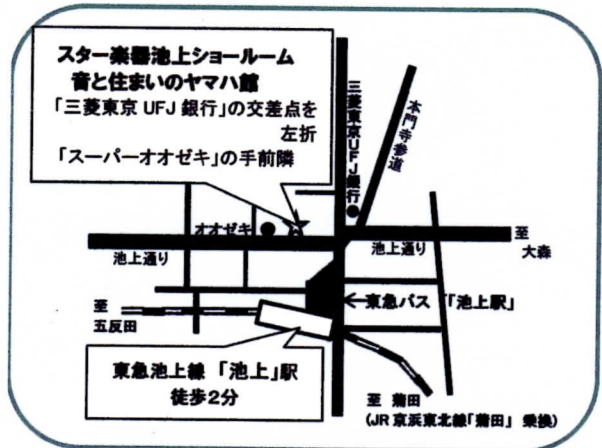 スター楽器池上ショールーム
音と住まいのヤマハ館
「三菱東京UFJ銀行」の交差点を
左折
「スーパーオオゼキ」の手前隣
三菱東京UFJ銀行
本門寺参道
オオゼキ
池上通り
池上通り
至
大森
至
五反田
東急バス「池上駅」
東急池上線「池上」駅
徒歩2分
至 蒲田
(JR京浜東北線「蒲田」乗換)